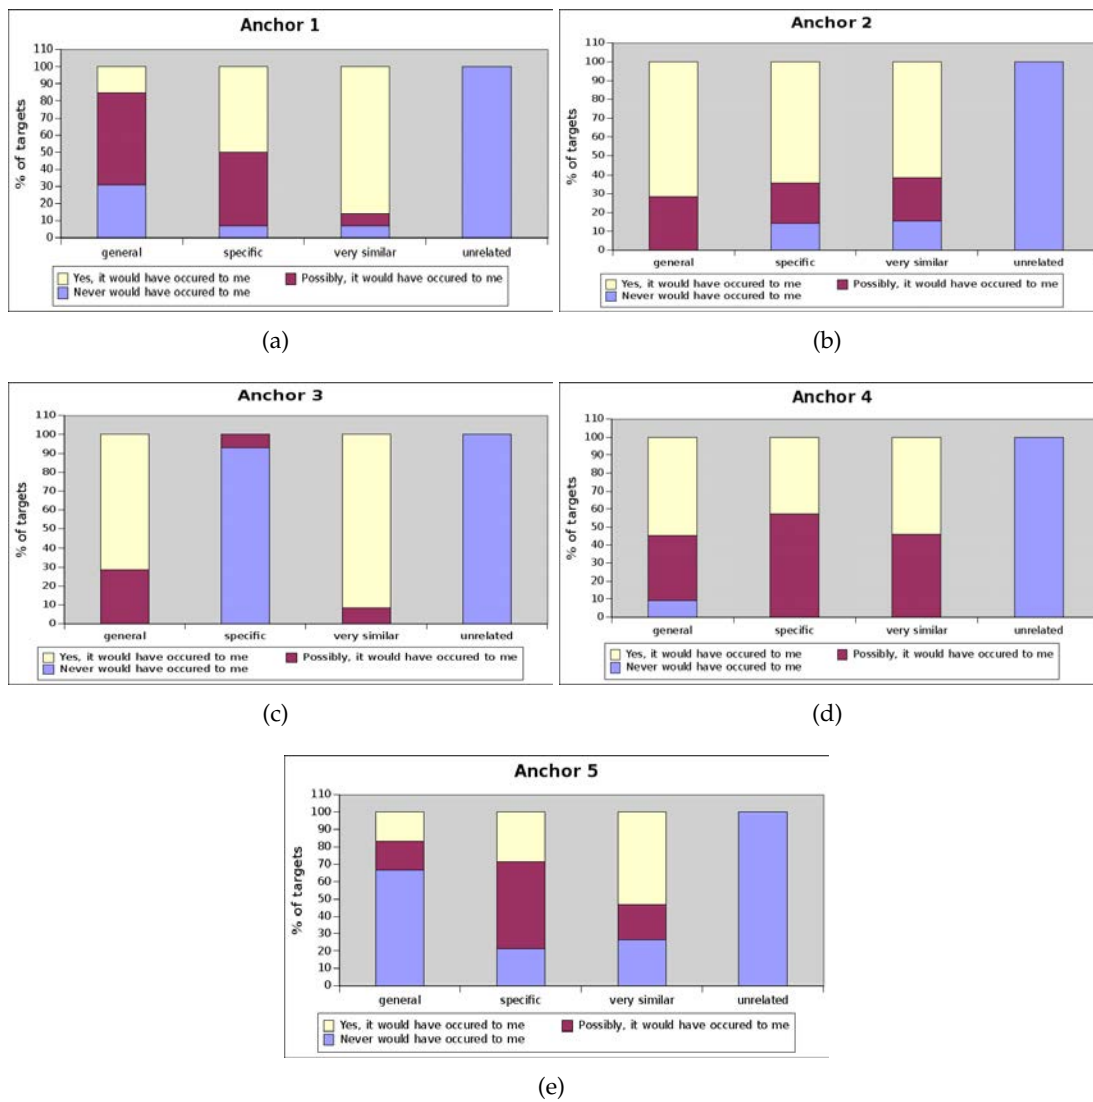 Anchor 1
% of targets
110
100
90
80
70
60
50
40
30
20
10
0
general specific very similar unrelated
Yes, it would have occured to me Possibly, it would have occured to me
Never would have occured to me
(a)
Anchor 2
% of targets
110
100
90
80
70
60
50
40
30
20
10
0
general specific very similar unrelated
Yes, it would have occured to me Possibly, it would have occured to me
Never would have occured to me
(b)
Anchor 3
% of targets
110
100
90
80
70
60
50
40
30
20
10
0
general specific very similar unrelated
Yes, it would have occured to me Possibly, it would have occured to me
Never would have occured to me
(c)
Anchor 4
% of targets
110
100
90
80
70
60
50
40
30
20
10
0
general specific very similar unrelated
Yes, it would have occured to me Possibly, it would have occured to me
Never would have occured to me
(d)
Anchor 5
% of targets
110
100
90
80
70
60
50
40
30
20
10
0
general specific very similar unrelated
Yes, it would have occured to me Possibly, it would have occured to me
Never would have occured to me
(e)